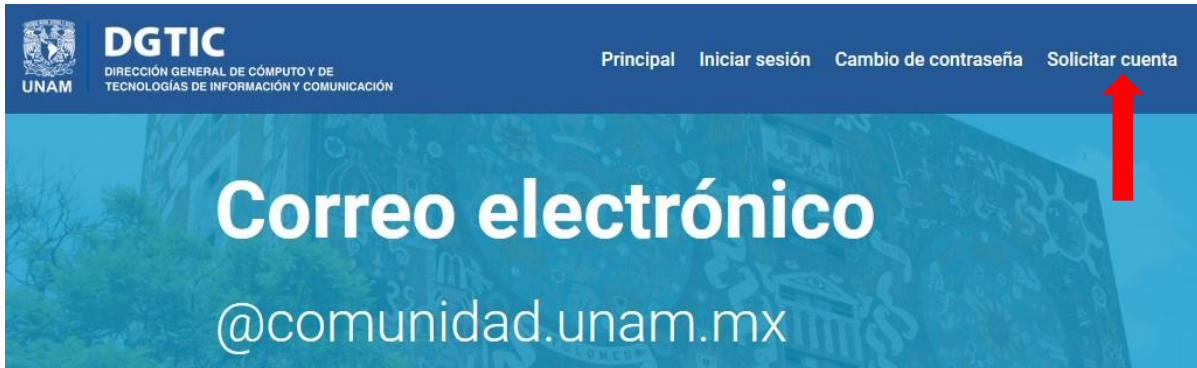 UNAM
DGTIC
DIRECCIÓN GENERAL DE CÓMPUTO Y DE
TECNOLOGÍAS DE INFORMACIÓN Y COMUNICACIÓN
Principal Iniciar sesión Cambio de contraseña Solicitar cuenta
Correo electrónico
@comunidad.unam.mx